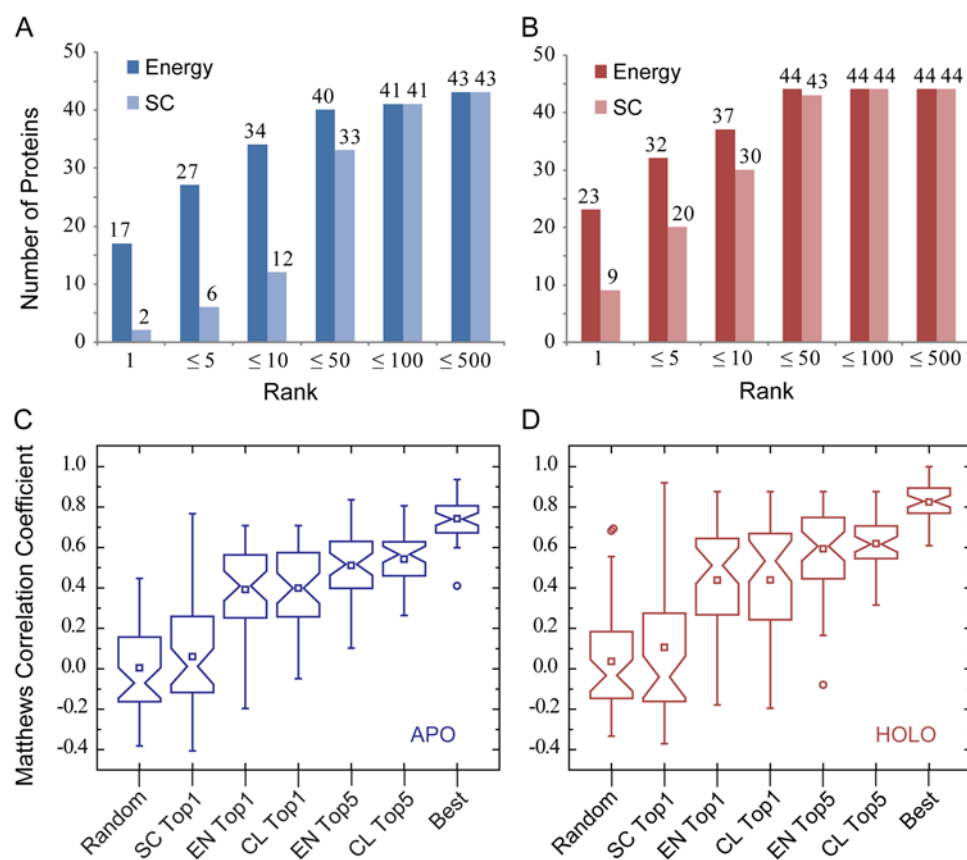 A
Number of Proteins
50
40
30
20
10
0
Energy
SC
17
2
27
6
34
12
40
33
41 41
43 43
1
≤ 5
≤ 10
≤ 50
≤ 100
≤ 500
Rank
B
50
40
30
20
10
0
Energy
SC
23
9
32
20
37
30
44 43
44 44
44 44
1
≤ 5
≤ 10
≤ 50
≤ 100
≤ 500
Rank
C
Matthews Correlation Coefficient
1.0
0.8
0.6
0.4
0.2
0.0
-0.2
-0.4
APO
Random
SC Top1
EN Top1
CL Top1
EN Top5
CL Top5
Best
D
1.0
0.8
0.6
0.4
0.2
0.0
-0.2
-0.4
HOLO
Random
SC Top1
EN Top1
CL Top1
EN Top5
CL Top5
Best